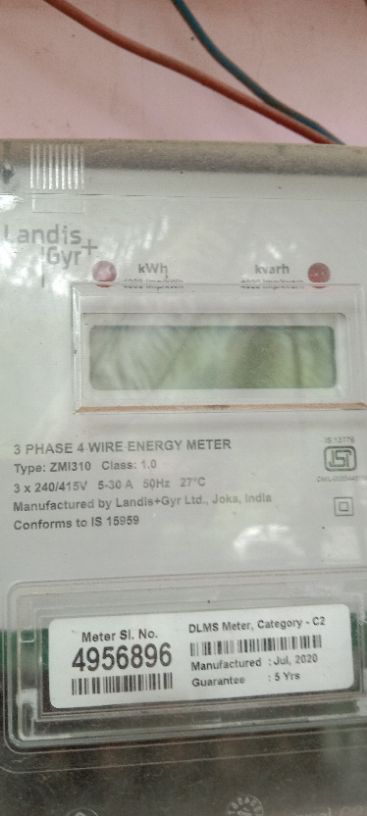 Landis
Gyr+
kWh kvarh
3 PHASE 4 WIRE ENERGY METER
Type: ZMI310 Class: 1.0
3 x 240/415V 5-30 A 50Hz 27°C
Manufactured by Landis+Gyr Ltd., Joka, India
Conforms to IS 15959
IS 13779
Meter Sl. No.
4956896
DLMS Meter, Category - C2
Manufactured : Jul, 2020
Guarantee : 5 Yrs